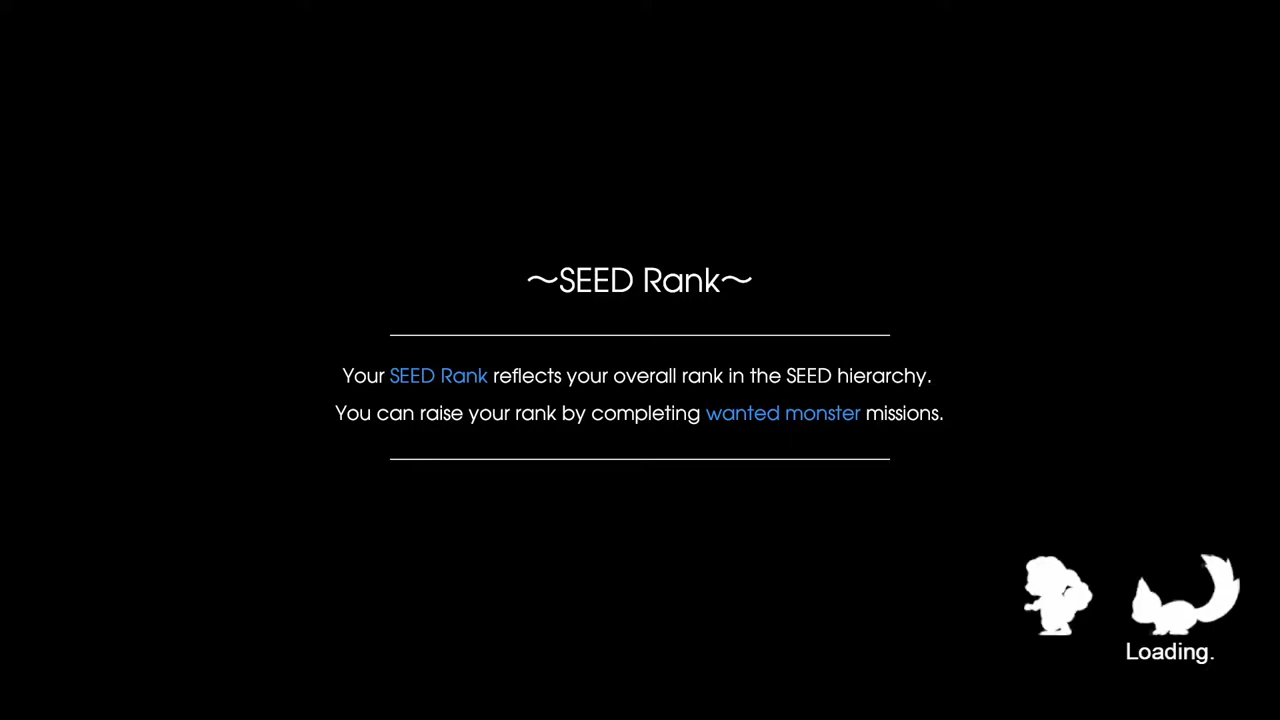 ～SEED Rank～
Your SEED Rank reflects your overall rank in the SEED hierarchy.
You can raise your rank by completing wanted monster missions.
Loading.